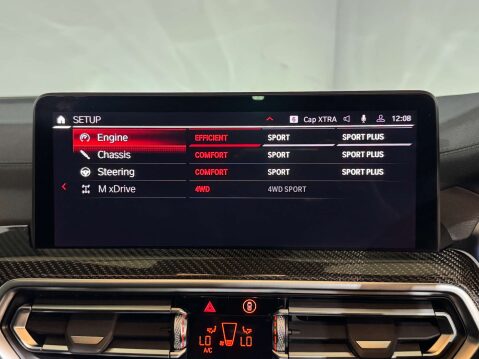 SETUP Cap XTRA 12:08
Engine EFFICIENT SPORT SPORT PLUS
Chassis COMFORT SPORT SPORT PLUS
Steering COMFORT SPORT SPORT PLUS
M xDrive 4WD 4WD SPORT
LO LO
A/C